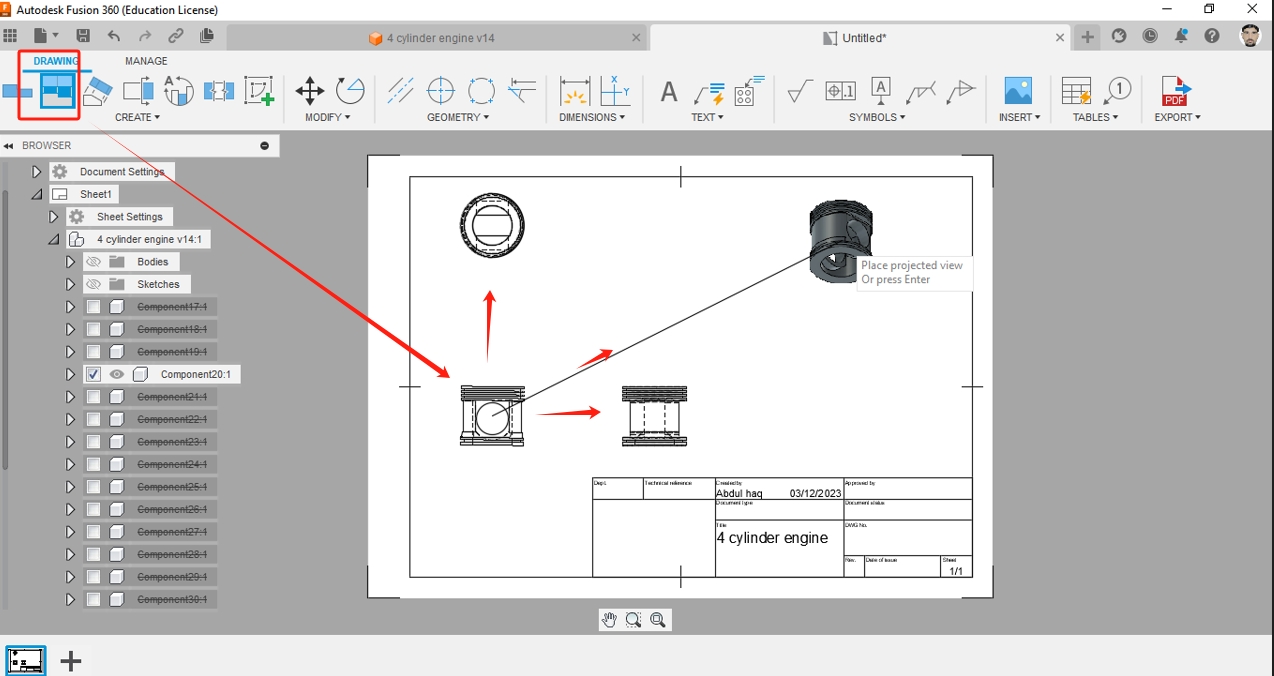 Autodesk Fusion 360 (Education License)
4 cylinder engine v14
Untitled*
DRAWING
MANAGE
CREATE
MODIFY
GEOMETRY
DIMENSIONS
TEXT
SYMBOLS
INSERT
TABLES
EXPORT
BROWSER
Document Settings
Sheet1
Sheet Settings
4 cylinder engine v14:1
Bodies
Sketches
Component17:1
Component18:1
Component19:1
Component20:1
Component21:1
Component22:1
Component23:1
Component24:1
Component25:1
Component26:1
Component27:1
Component28:1
Component29:1
Component30:1
Place projected view
Or press Enter
Dept.
Technical reference
Created by
Approved by
Abdul haq 03/12/2023
Document type
Document status
Title
DWG No.
4 cylinder engine
Rev.
Date of issue
Sheet
1/1